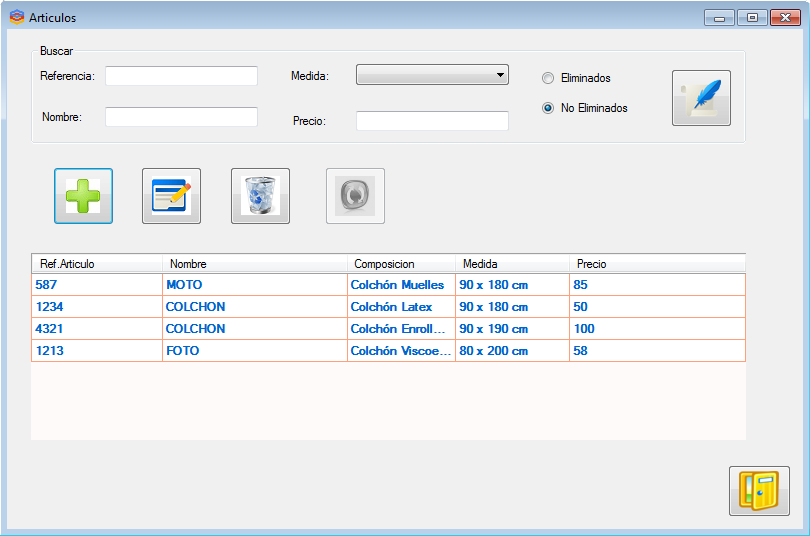 Articulos
Buscar
Referencia:
Medida:
Eliminados
Nombre:
Precio:
No Eliminados
Ref.Articulo Nombre Composicion Medida Precio
587 MOTO Colchón Muelles 90 x 180 cm 85
1234 COLCHON Colchón Latex 90 x 180 cm 50
4321 COLCHON Colchón Enroll... 90 x 190 cm 100
1213 FOTO Colchón Viscoe... 80 x 200 cm 58